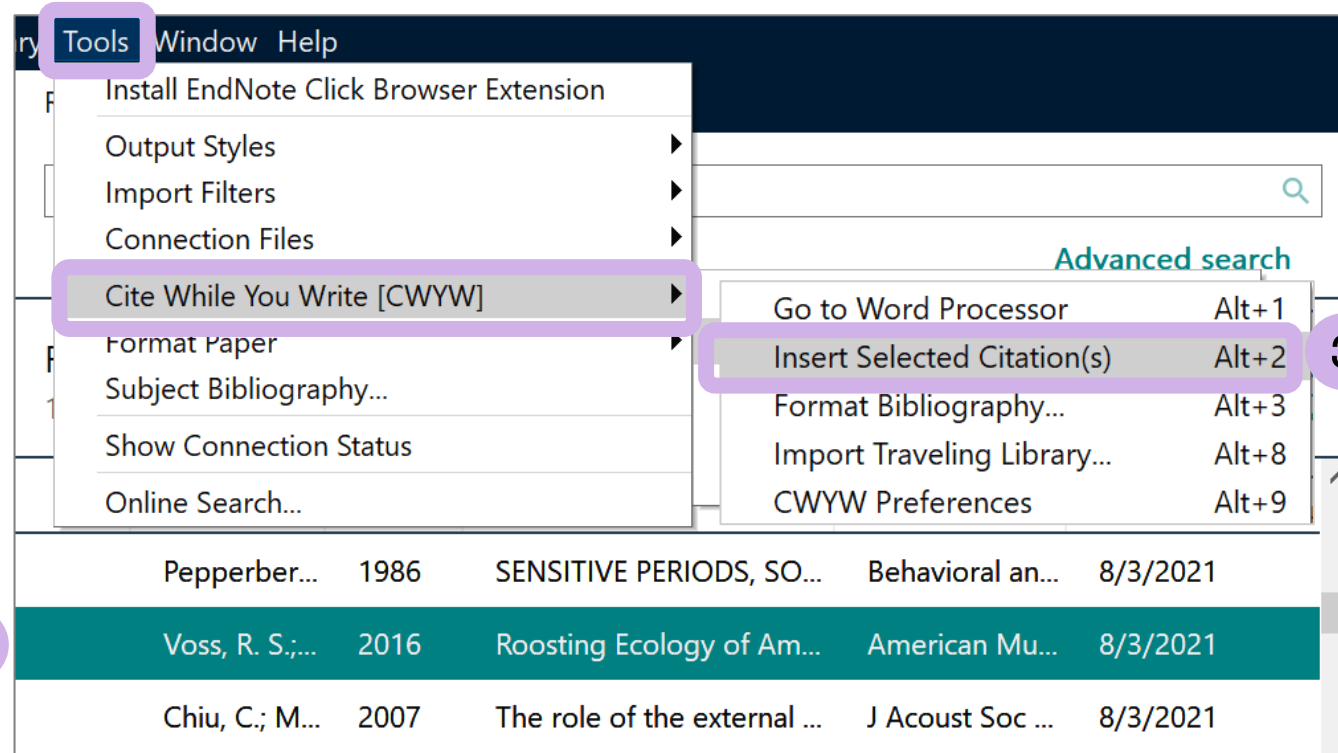 ry Tools Window Help
Install EndNote Click Browser Extension
Output Styles
Import Filters
Connection Files
Advanced search
Cite While You Write [CWYW]
Go to Word Processor Alt+1
Format Paper
Insert Selected Citation(s) Alt+2
3
Subject Bibliography...
Format Bibliography... Alt+3
Show Connection Status
Import Traveling Library... Alt+8
Online Search...
CWYW Preferences Alt+9
Pepperber... 1986 SENSITIVE PERIODS, SO... Behavioral an... 8/3/2021
Voss, R. S.;... 2016 Roosting Ecology of Am... American Mu... 8/3/2021
Chiu, C.; M... 2007 The role of the external ... J Acoust Soc ... 8/3/2021